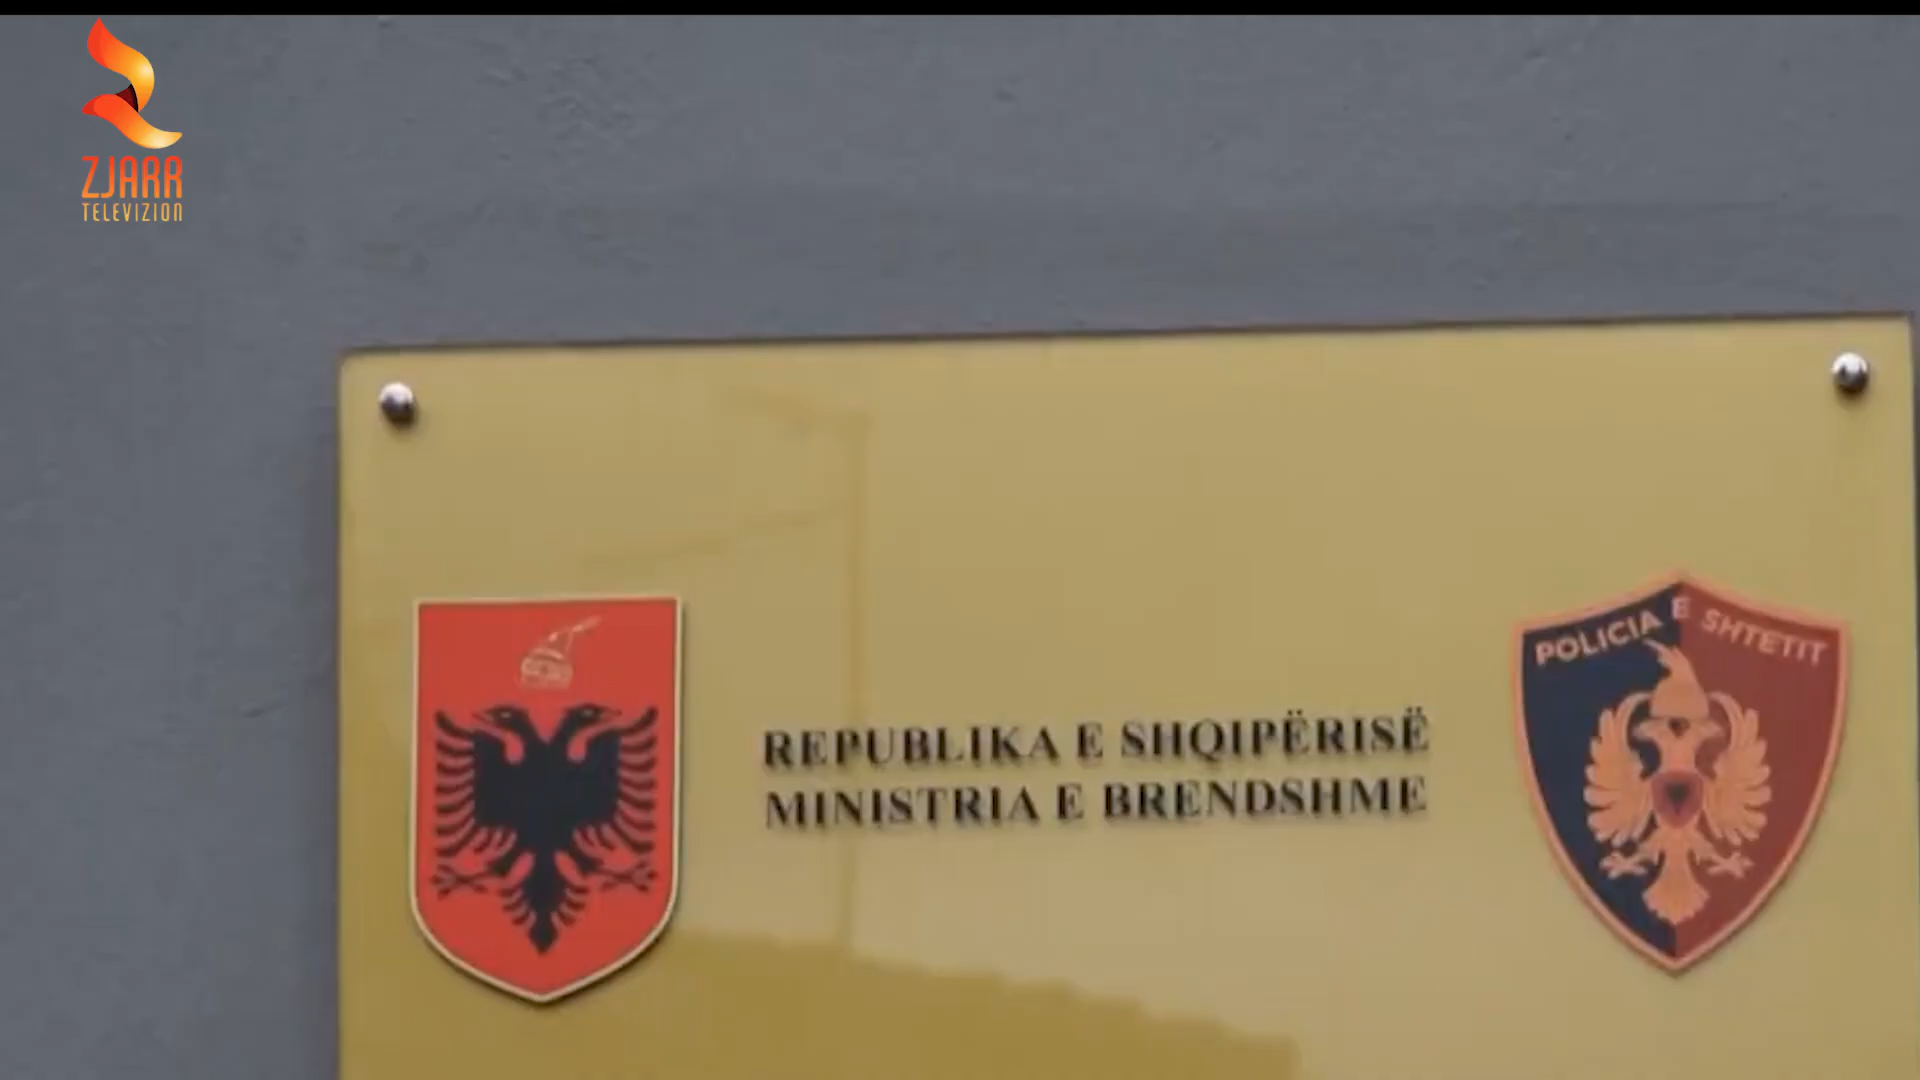 ZJARR
TELEVIZION
REPUBLIKA E SHQIPËRISË
MINISTRIA E BRENDSHME
POLICIA E SHTETIT